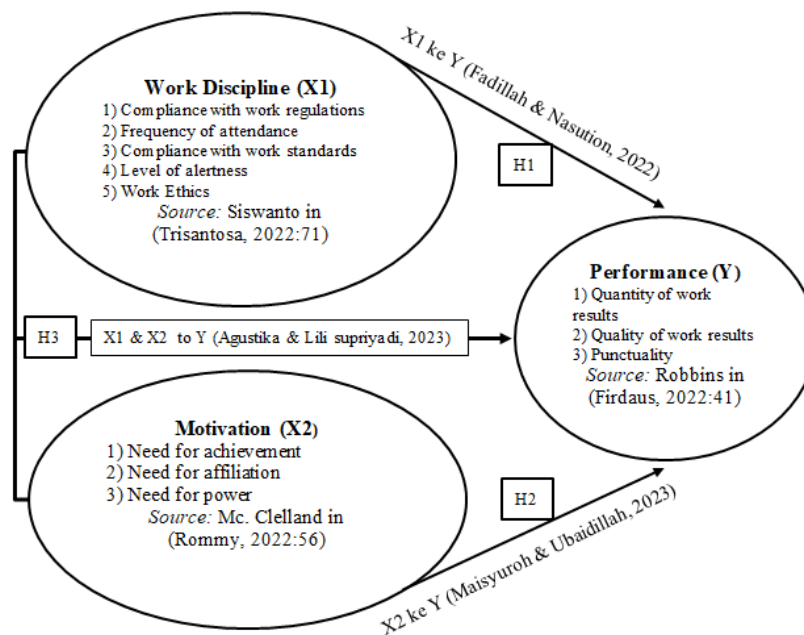 Work Discipline (X1)
1) Compliance with work regulations
2) Frequency of attendance
3) Compliance with work standards
4) Level of alertness
5) Work Ethics
Source: Siswanto in
(Trisantosa, 2022:71)
X1 ke Y (Fadillah & Nasution, 2022)
H1
Performance (Y)
1) Quantity of work
results
2) Quality of work results
3) Punctuality
Source: Robbins in
(Firdaus, 2022:41)
H3
X1 & X2 to Y (Agustika & Lili supriyadi, 2023)
Motivation (X2)
1) Need for achievement
2) Need for affiliation
3) Need for power
Source: Mc. Clelland in
(Rommy, 2022:56)
H2
X2 ke Y (Maisyuroh & Ubaidillah, 2023)